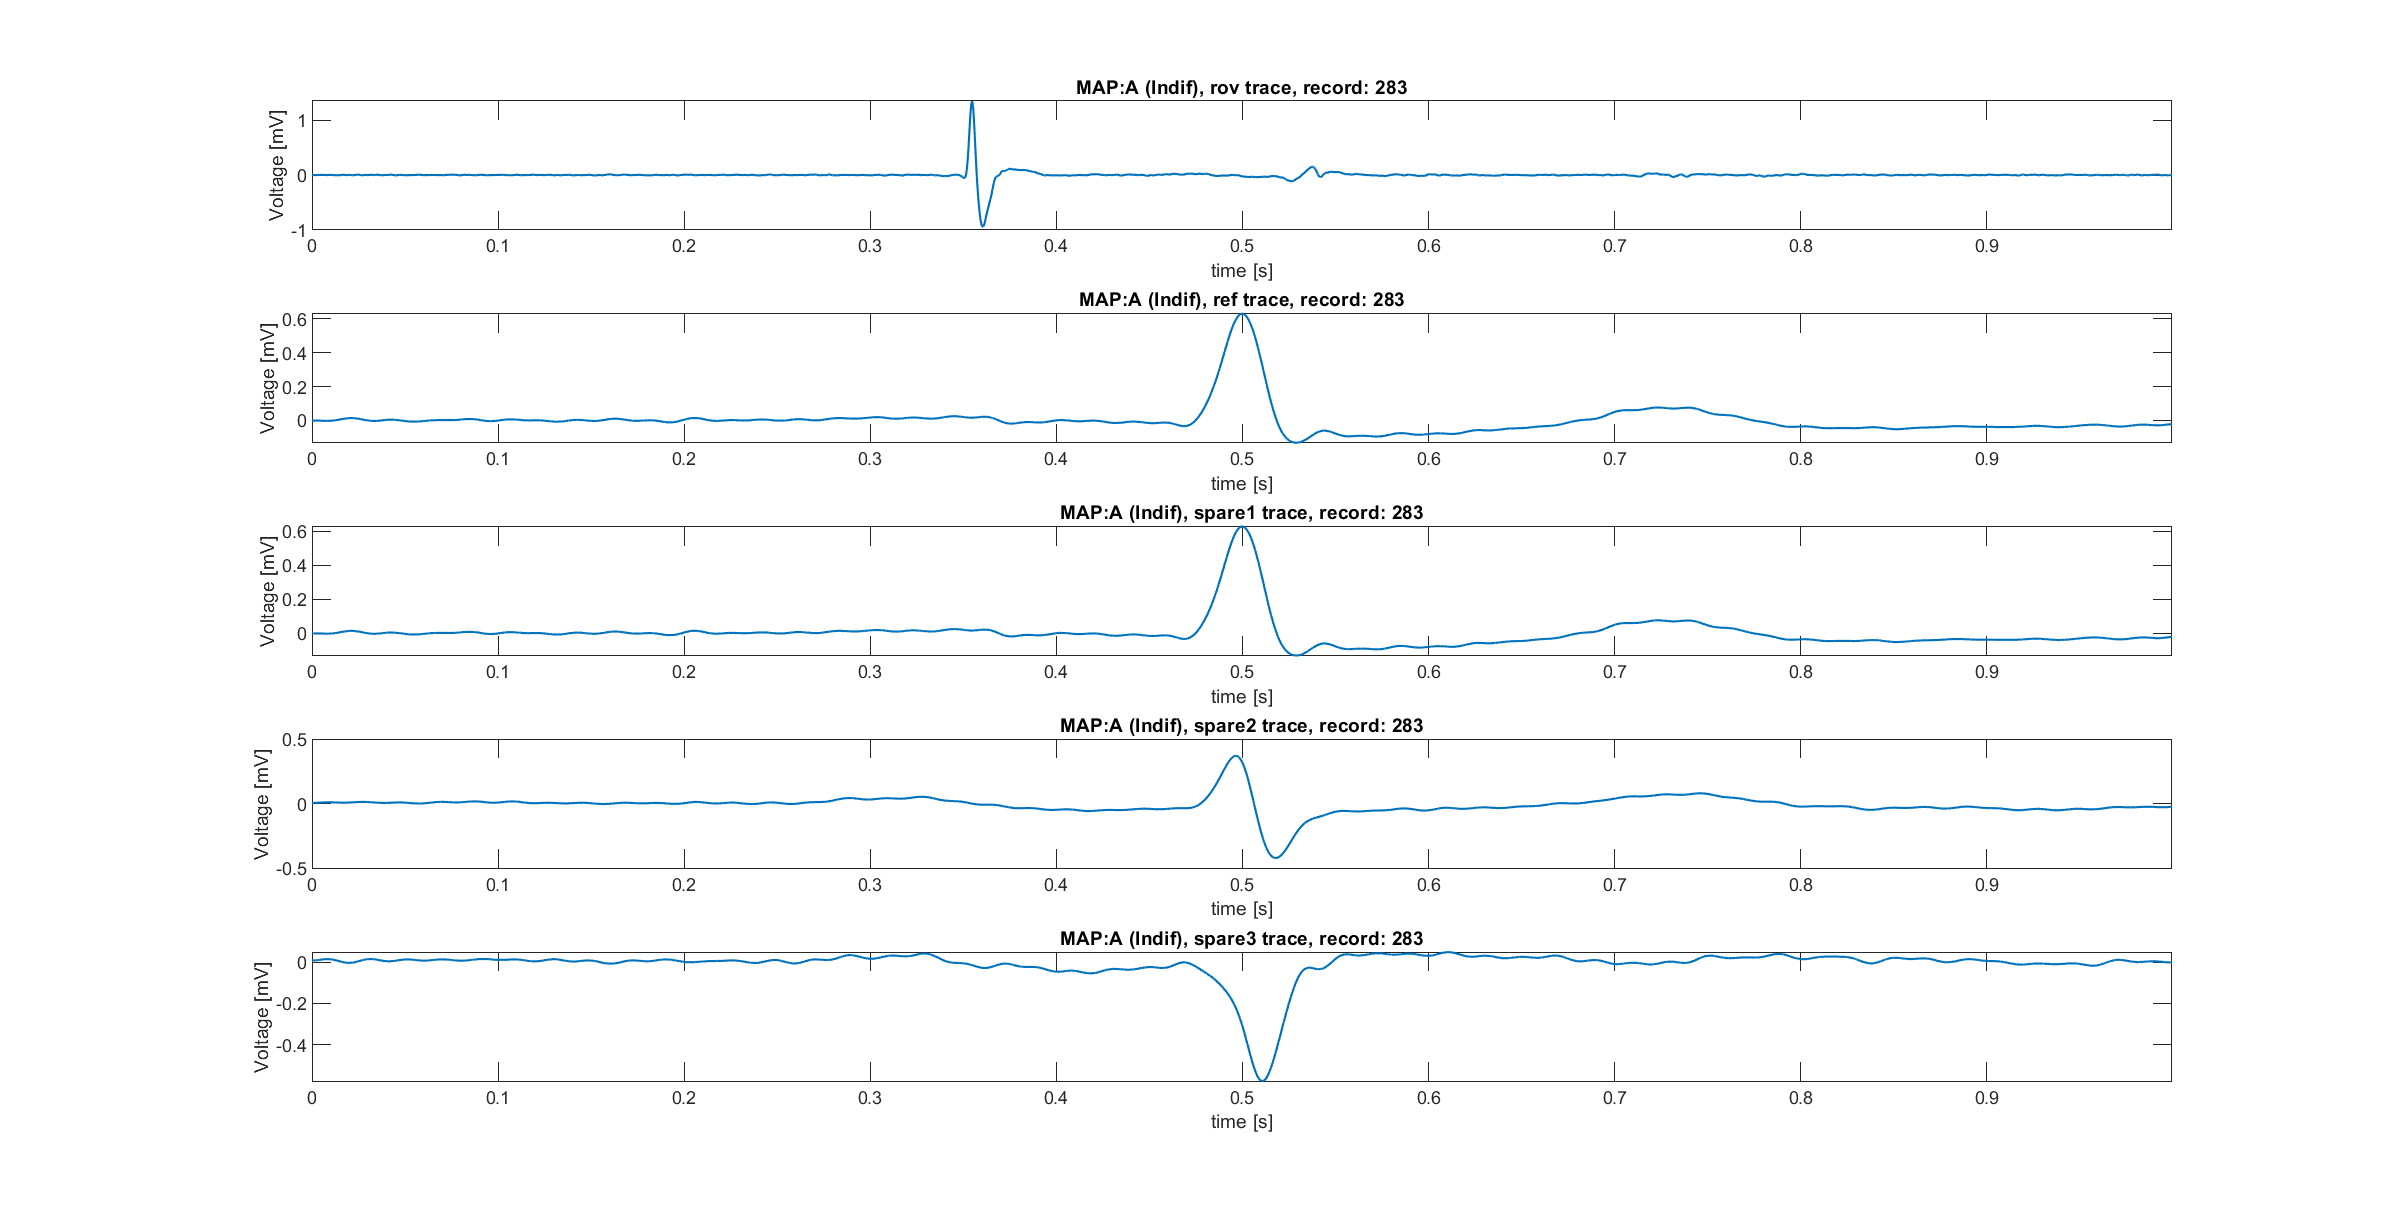 MAP:A (Indif), rov trace, record: 283
Voltage [mV]
1
0
-1
0 0.1 0.2 0.3 0.4 0.5 0.6 0.7 0.8 0.9
time [s]
MAP:A (Indif), ref trace, record: 283
Voltage [mV]
0.6
0.4
0.2
0
0 0.1 0.2 0.3 0.4 0.5 0.6 0.7 0.8 0.9
time [s]
MAP:A (Indif), spare1 trace, record: 283
Voltage [mV]
0.6
0.4
0.2
0
0 0.1 0.2 0.3 0.4 0.5 0.6 0.7 0.8 0.9
time [s]
MAP:A (Indif), spare2 trace, record: 283
Voltage [mV]
0.5
0
-0.5
0 0.1 0.2 0.3 0.4 0.5 0.6 0.7 0.8 0.9
time [s]
MAP:A (Indif), spare3 trace, record: 283
Voltage [mV]
0
-0.2
-0.4
0 0.1 0.2 0.3 0.4 0.5 0.6 0.7 0.8 0.9
time [s]